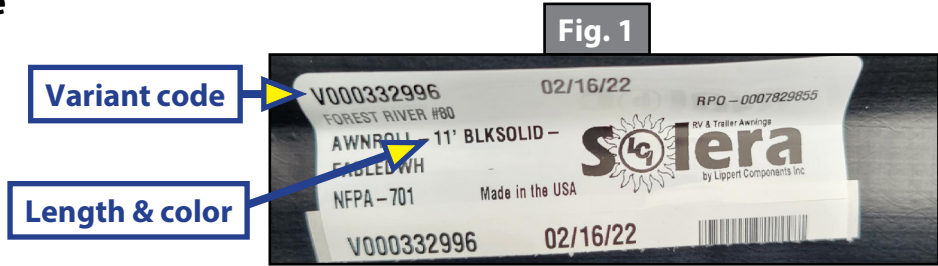 e
Fig. 1
Variant code
Length & color
V000332996 02/16/22 RPO – 0007829855
FOREST RIVER #80
AWNROLL 11' BLKSOLID –
WH
NFPA – 701 Made in the USA
Solera
RV & Trailer Awnings
LCI
by Lippert Components Inc
V000332996 02/16/22